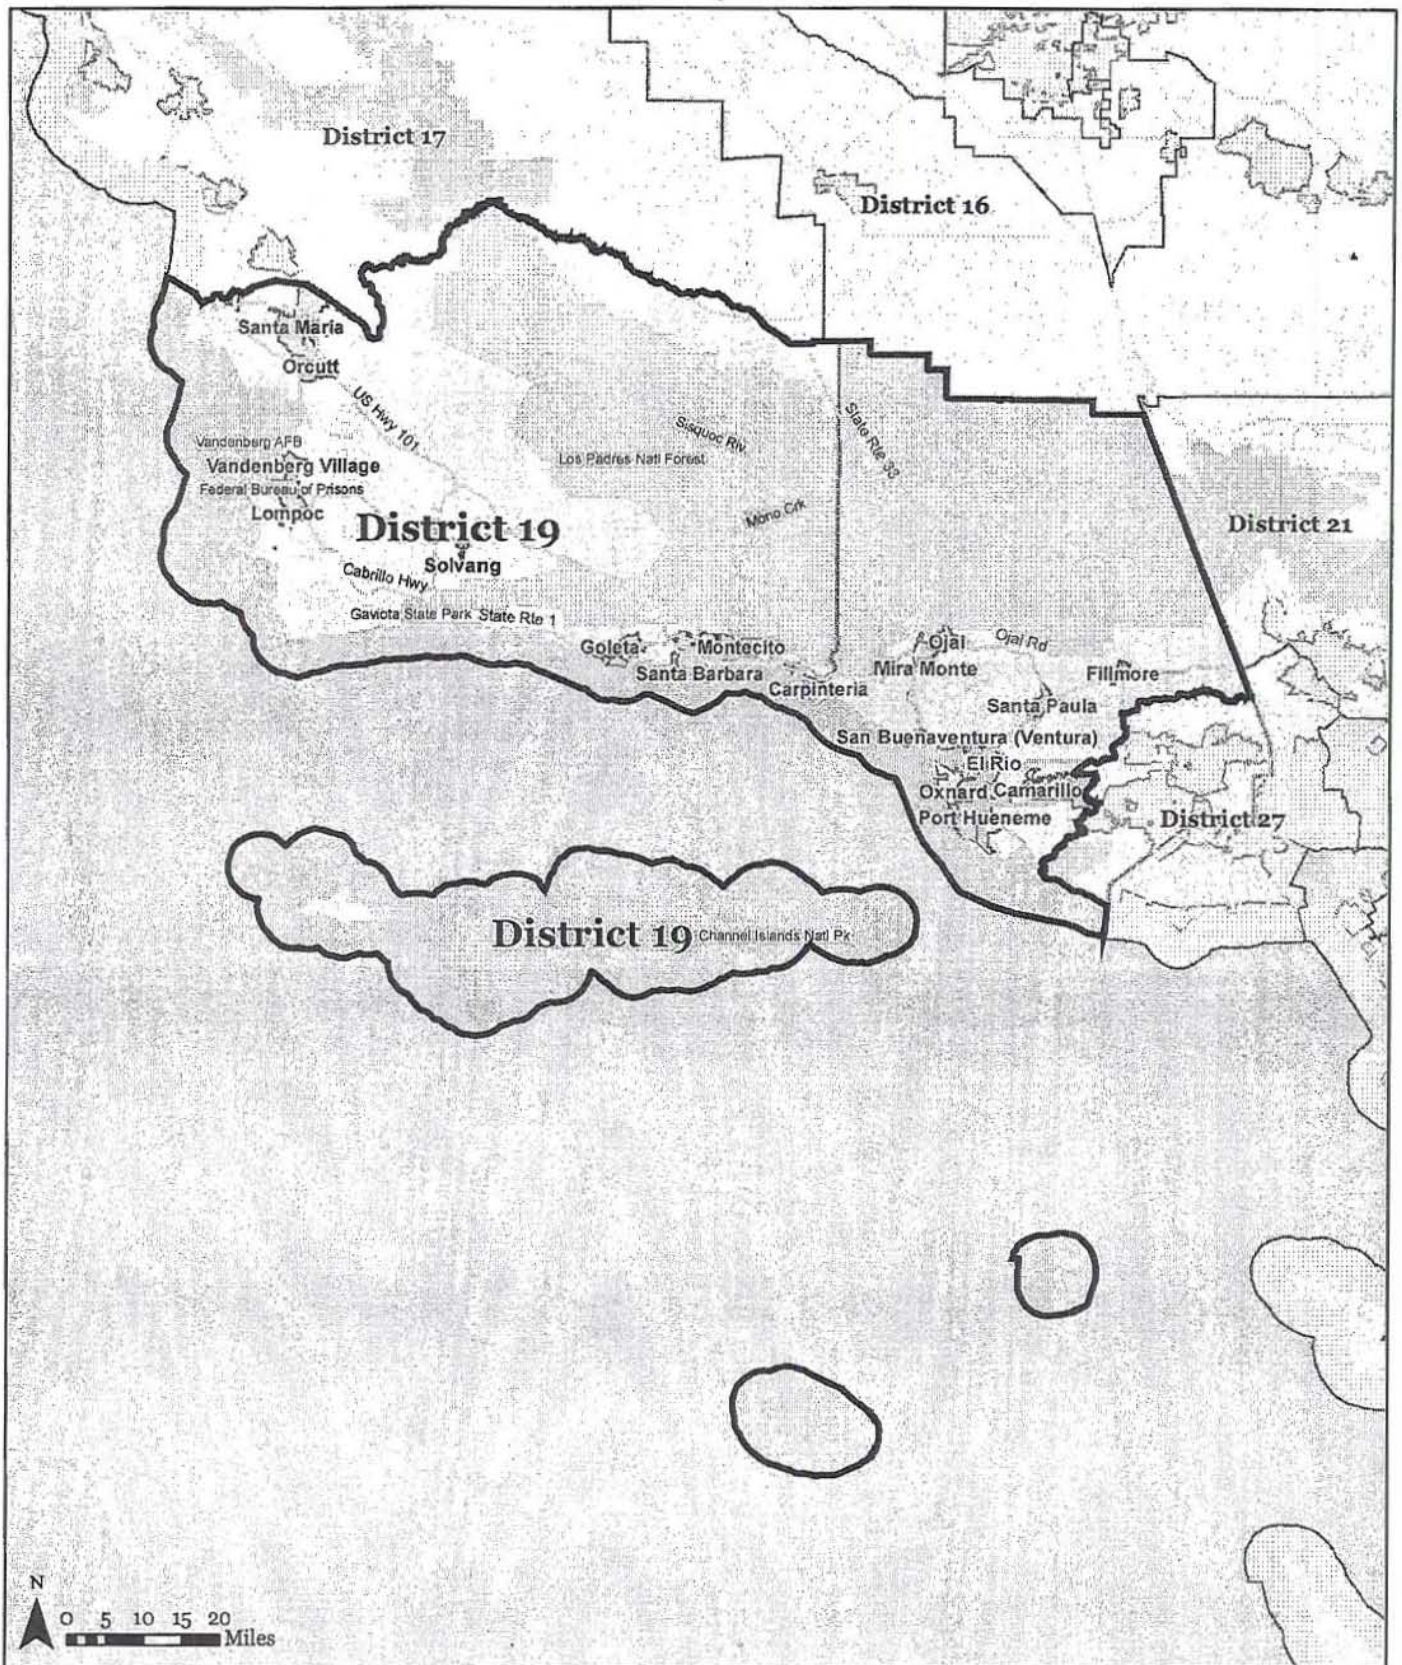 District 17
District 16
Santa Maria
Orcutt
US Hwy 101
State Rte 33
Sisquoc Riv
Vandenberg AFB
Los Padres Natl Forest
Vandenberg Village
Federal Bureau of Prisons
Lompoc
Mono Crk
District 19
District 21
Solvang
Cabrillo Hwy
Gaviota State Park State Rte 1
Goleta
Montecito
Ojai
Ojai Rd
Santa Barbara
Mira Monte
Fillmore
Carpinteria
Santa Paula
San Buenaventura (Ventura)
El Rio
Oxnard Camarillo
Port Hueneme
District 27
District 19
Channel Islands Natl Pk
N
0 5 10 15 20
Miles